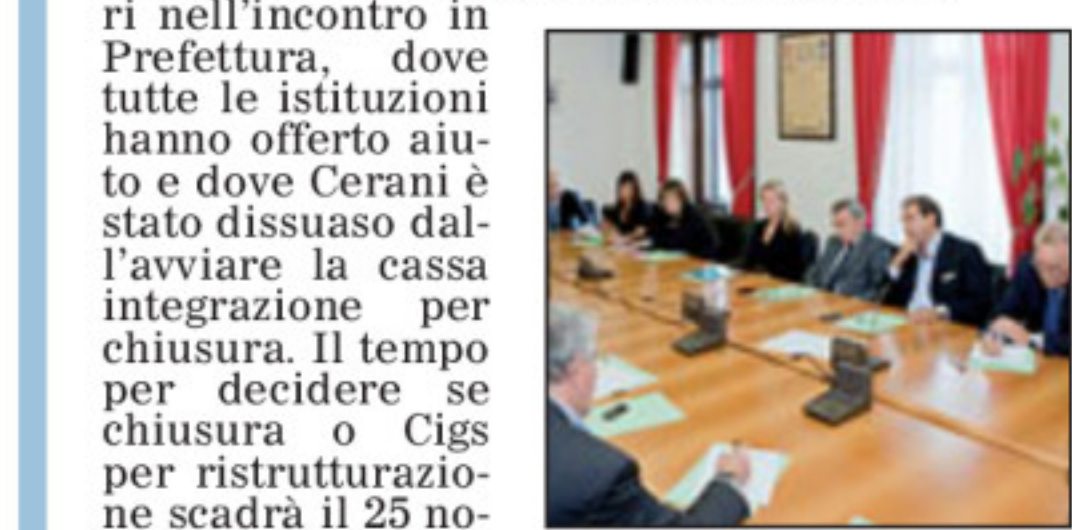 ri nell'incontro in
Prefettura, dove
tutte le istituzioni
hanno offerto aiu-
to e dove Cerani è
stato dissuaso dal-
l'avviare la cassa
integrazione per
chiusura. Il tempo
per decidere se
chiusura o Cigs
per ristrutturazio-
ne scadrà il 25 no-